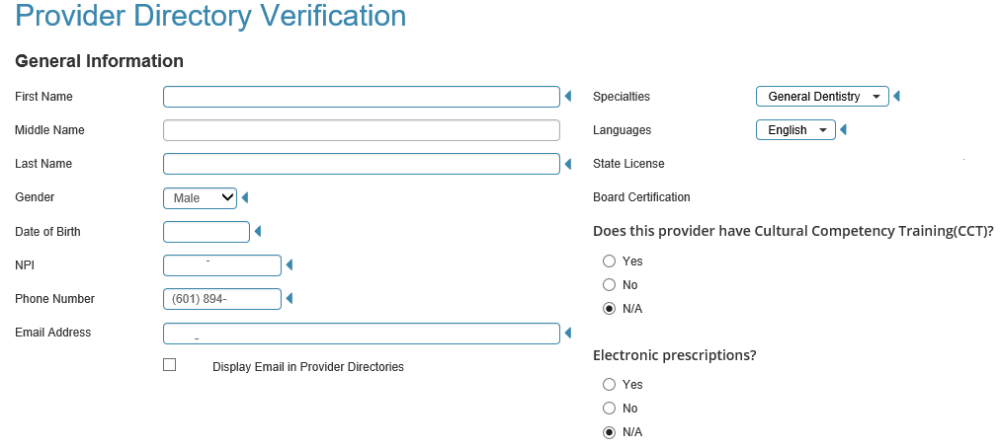 Provider Directory Verification
General Information
First Name
Middle Name
Last Name
Gender
Male
Date of Birth
NPI
Phone Number
(601) 894-
Email Address
Display Email in Provider Directories
Specialties
General Dentistry
Languages
English
State License
Board Certification
Does this provider have Cultural Competency Training(CCT)?
Yes
No
N/A
Electronic prescriptions?
Yes
No
N/A